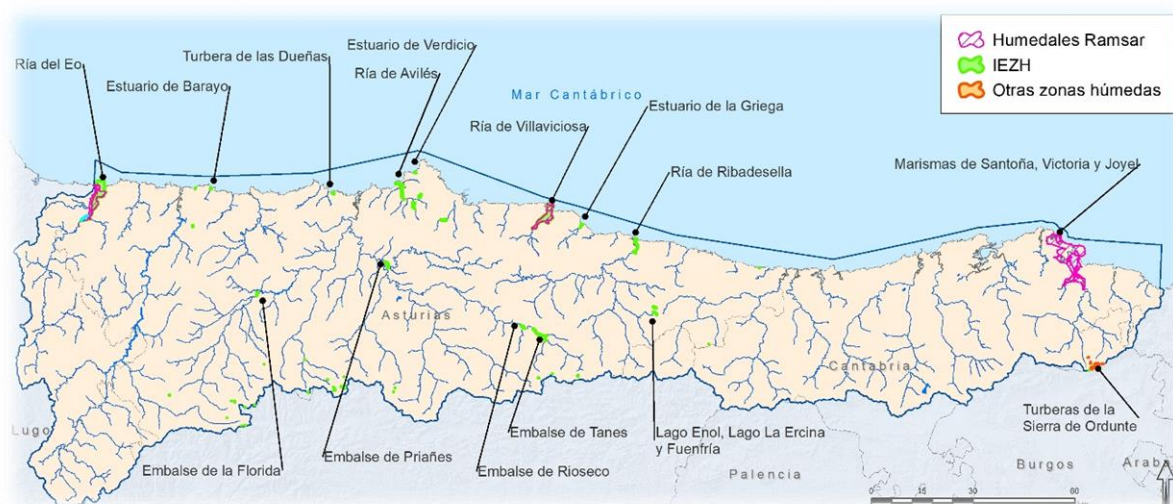 Humedales Ramsar
IEZH
Otras zonas húmedas
Ría del Eo
Estuario de Barayo
Turbera de las Dueñas
Estuario de Verdicio
Ría de Avilés
Mar Cantábrico
Ría de Villaviciosa
Estuario de la Griega
Ría de Ribadesella
Marismas de Santoña, Victoria y Joyel
Asturias
Cantabria
Lugo
Embalse de la Florida
Embalse de Priañes
Embalse de Rioseco
Embalse de Tanes
Lago Enol, Lago La Ercina
y Fuenfría
Palencia
Turberas de la
Sierra de Ordunte
Burgos
Araba
0 15 30 60